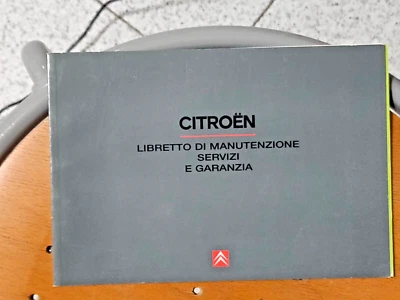 CITROËN
LIBRETTO DI MANUTENZIONE
SERVIZI
E GARANZIA